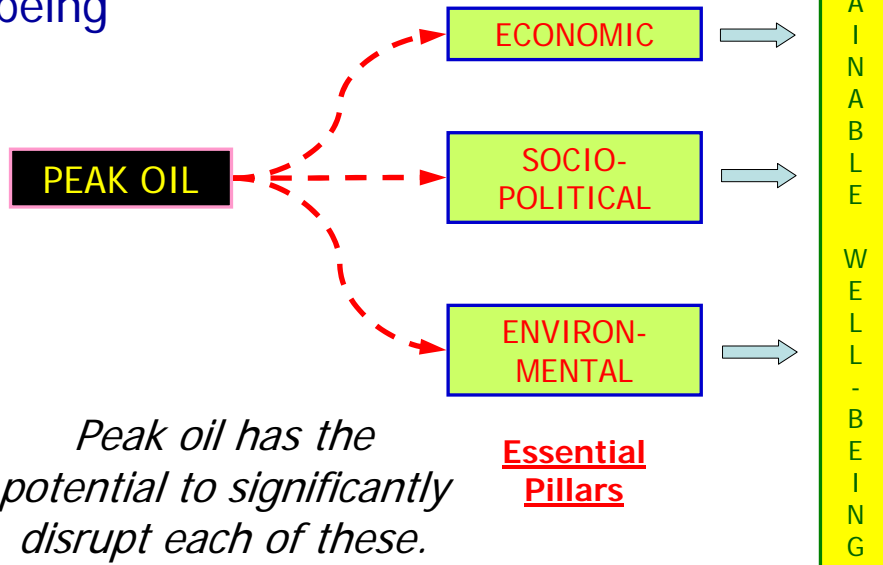 being
ECONOMIC
PEAK OIL
SOCIO-
POLITICAL
ENVIRON-
MENTAL
Peak oil has the
potential to significantly
disrupt each of these.
Essential
Pillars
A
I
N
A
B
L
E
W
E
L
L
-
B
E
I
N
G